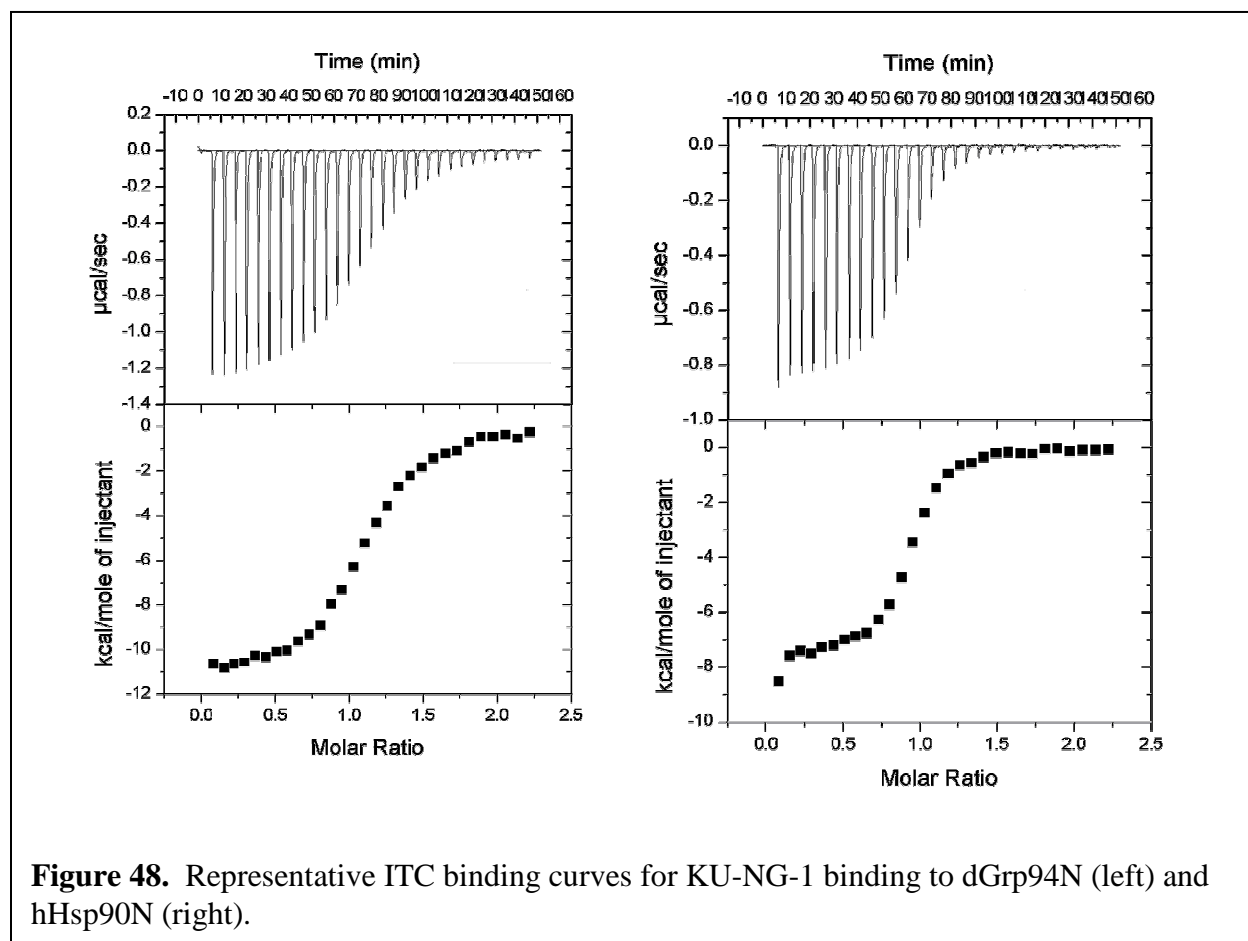 Time (min)
-10 0 10 20 30 40 50 60 70 80 90 100 110 120 130 140 150 160
0.2
0.0
-0.2
-0.4
-0.6
-0.8
-1.0
-1.2
-1.4
µcal/sec
0
-2
-4
-6
-8
-10
-12
kcal/mole of injectant
0.0 0.5 1.0 1.5 2.0 2.5
Molar Ratio
Time (min)
-10 0 10 20 30 40 50 60 70 80 90 100 110 120 130 140 150 160
0.0
-0.2
-0.4
-0.6
-0.8
-1.0
µcal/sec
0
-2
-4
-6
-8
-10
kcal/mole of injectant
0.0 0.5 1.0 1.5 2.0 2.5
Molar Ratio
Figure 48. Representative ITC binding curves for KU-NG-1 binding to dGrp94N (left) and
hHsp90N (right).